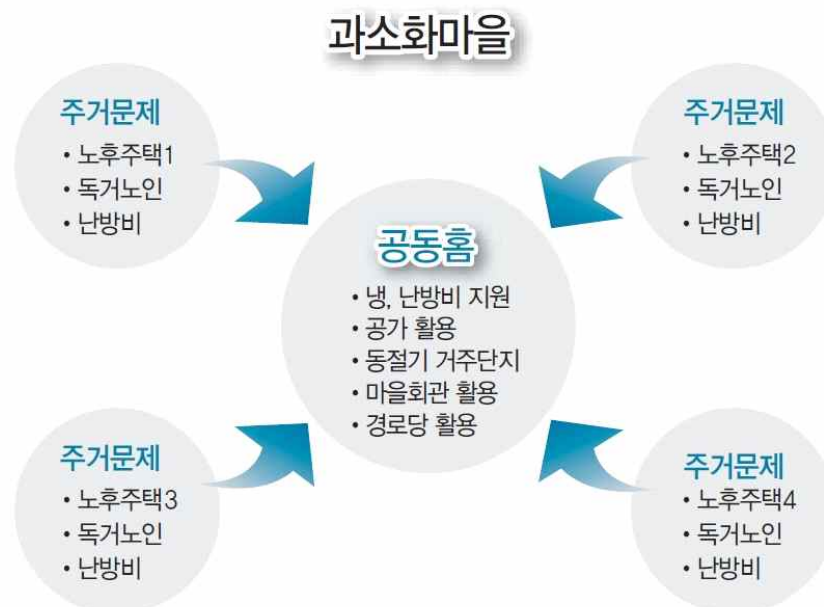 과소화마을
주거문제
• 노후주택1
• 독거노인
• 난방비
주거문제
• 노후주택2
• 독거노인
• 난방비
공동홈
• 냉, 난방비 지원
• 공가 활용
• 동절기 거주단지
• 마을회관 활용
• 경로당 활용
주거문제
• 노후주택3
• 독거노인
• 난방비
주거문제
• 노후주택4
• 독거노인
• 난방비